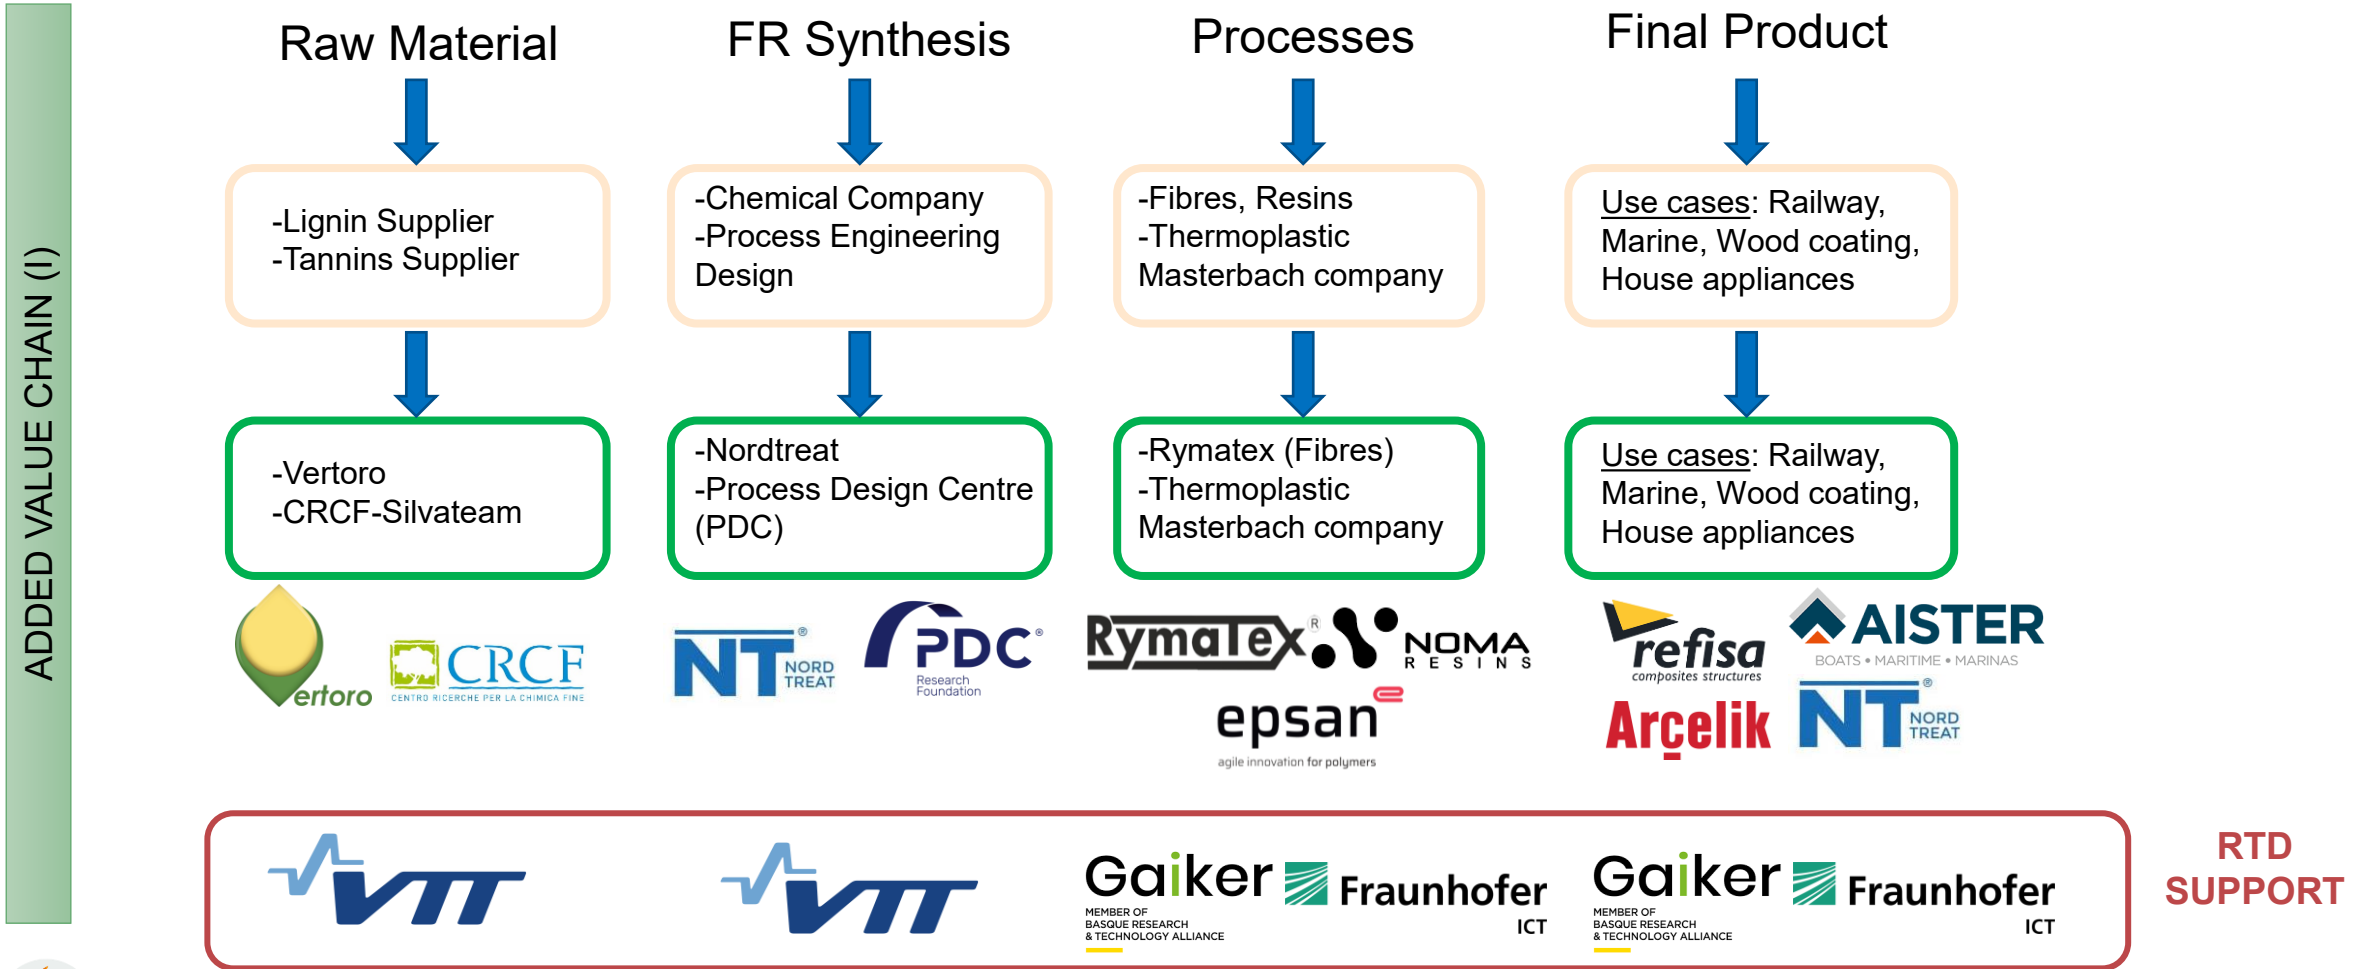 ADDED VALUE CHAIN (I)
Raw Material
FR Synthesis
Processes
Final Product
-Lignin Supplier
-Tannins Supplier
-Chemical Company
-Process Engineering
Design
-Fibres, Resins
-Thermoplastic
Masterbach company
Use cases: Railway,
Marine, Wood coating,
House appliances
-Vertoro
-CRCF-Silvateam
-Nordtreat
-Process Design Centre
(PDC)
-Rymatex (Fibres)
-Thermoplastic
Masterbach company
Use cases: Railway,
Marine, Wood coating,
House appliances
Vertoro
CRCF
CENTRO RICERCHE PER LA CHIMICA FINE
NT®
NORD
TREAT
PDC®
Research
Foundation
RymaTex®
NOMA
RESINS
epsan
agile innovation for polymers
refisa
composites structures
AISTER
BOATS • MARITIME • MARINAS
Arçelik
NT®
NORD
TREAT
VTT
VTT
Gaiker
MEMBER OF
BASQUE RESEARCH
& TECHNOLOGY ALLIANCE
Fraunhofer
ICT
Gaiker
MEMBER OF
BASQUE RESEARCH
& TECHNOLOGY ALLIANCE
Fraunhofer
ICT
RTD
SUPPORT